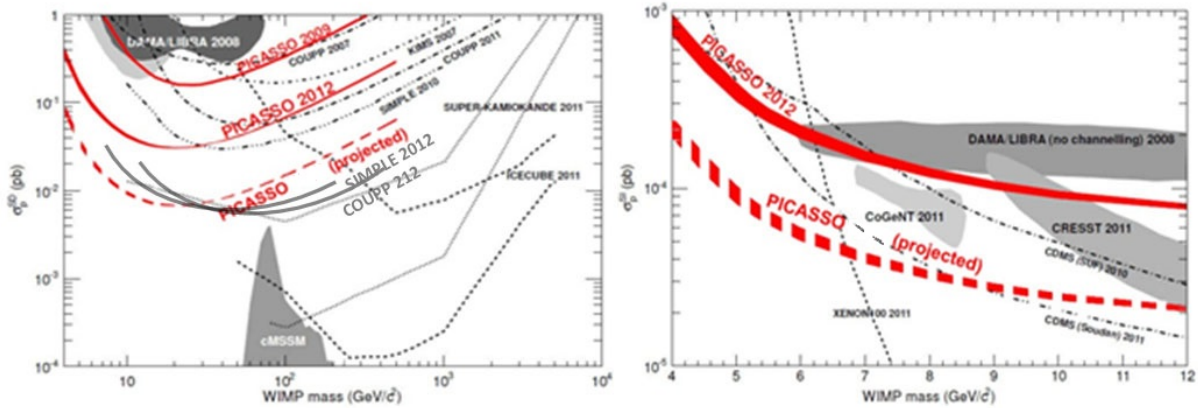 1
10⁻¹
10⁻²
10⁻³
10⁻⁴
σₚˢᴰ (pb)
DAMA/LIBRA 2008
PICASSO 2009
COUPP 2007
KIMS 2007
COUPP 2011
PICASSO 2012
SIMPLE 2010
SUPER-KAMIOKANDE 2011
(projected)
SIMPLE 2012
PICASSO
COUPP 212
ICECUBE 2011
cMSSM
10
10²
10³
10⁴
WIMP mass (GeV/c²)
10⁻³
10⁻⁴
10⁻⁵
σₚˢᴵ (pb)
PICASSO 2012
DAMA/LIBRA (no channelling) 2008
PICASSO (projected)
CoGeNT 2011
CRESST 2011
CDMS (SUF) 2010
XENON100 2011
CDMS (Soudan) 2011
4 5 6 7 8 9 10 11 12
WIMP mass (GeV/c²)